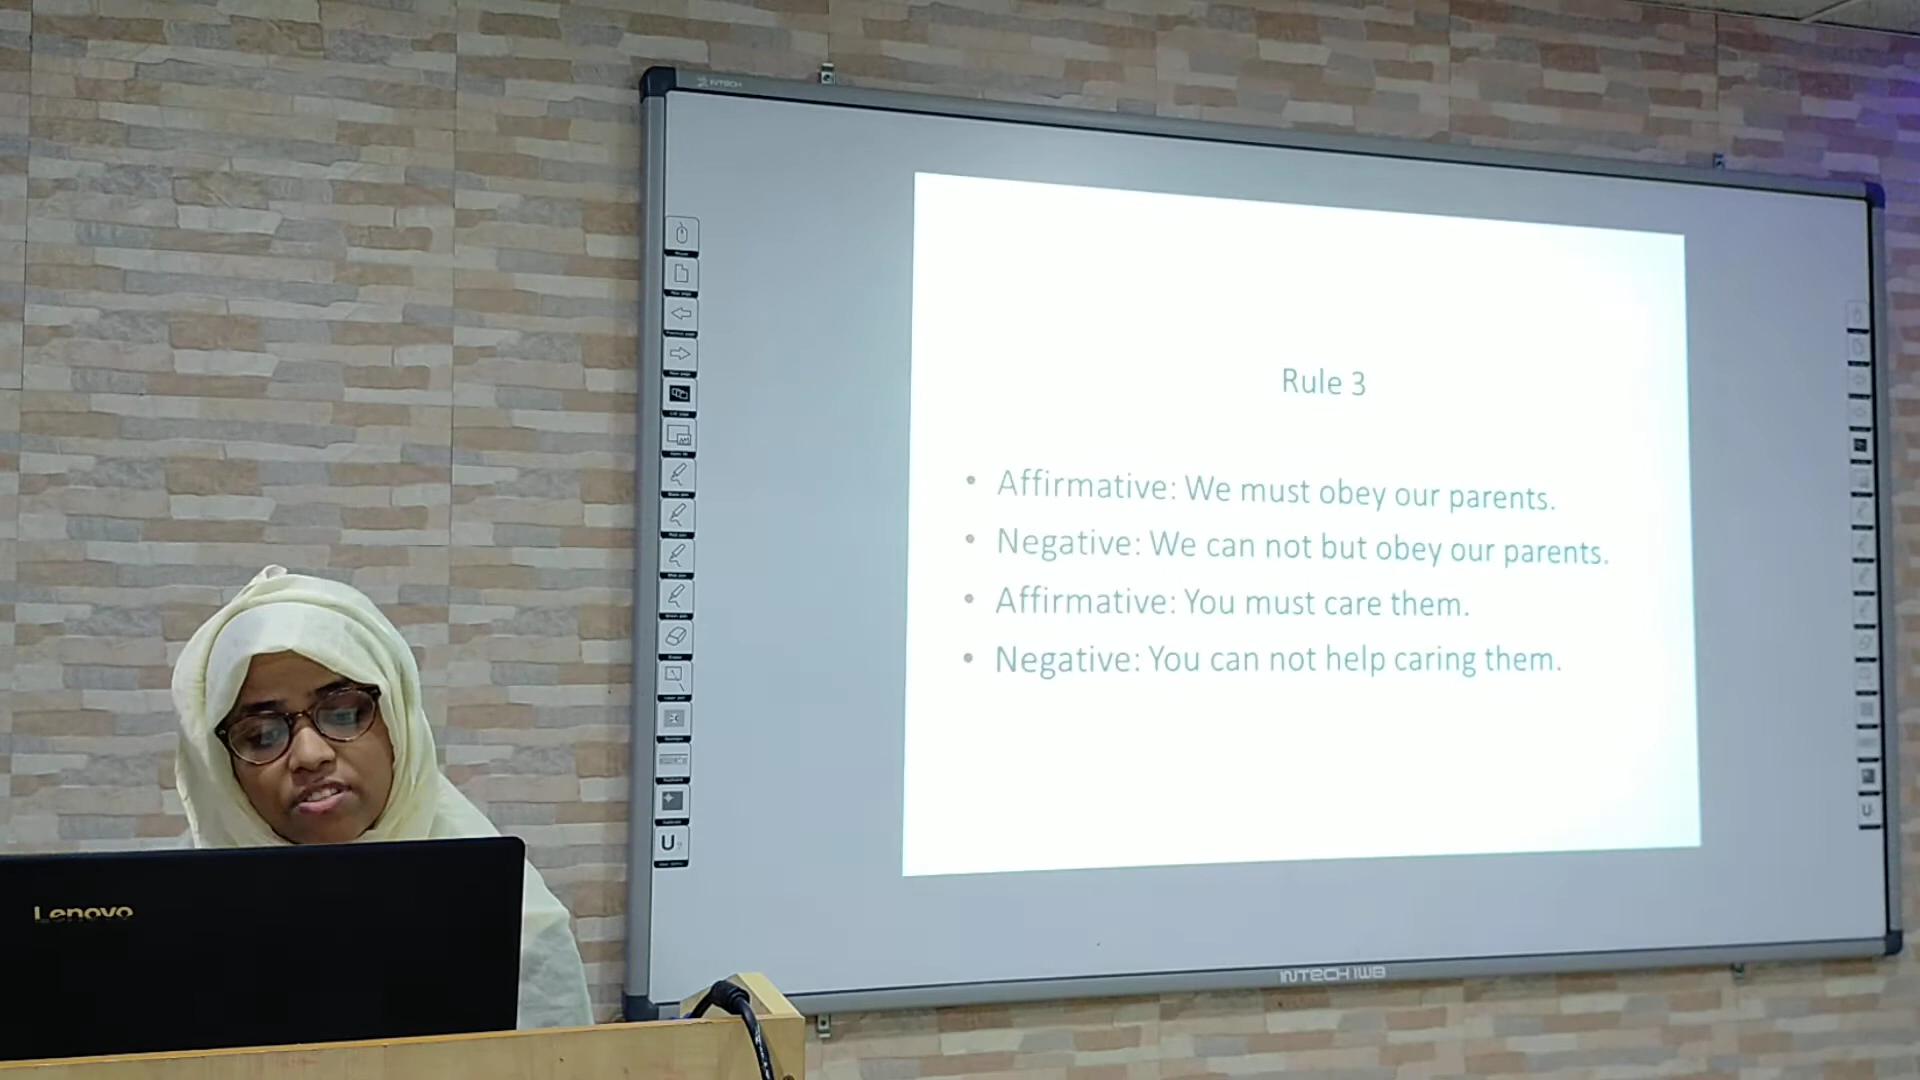 INTECH
Rule 3
• Affirmative: We must obey our parents.
• Negative: We can not but obey our parents.
• Affirmative: You must care them.
• Negative: You can not help caring them.
Lenovo
INTECH IWB